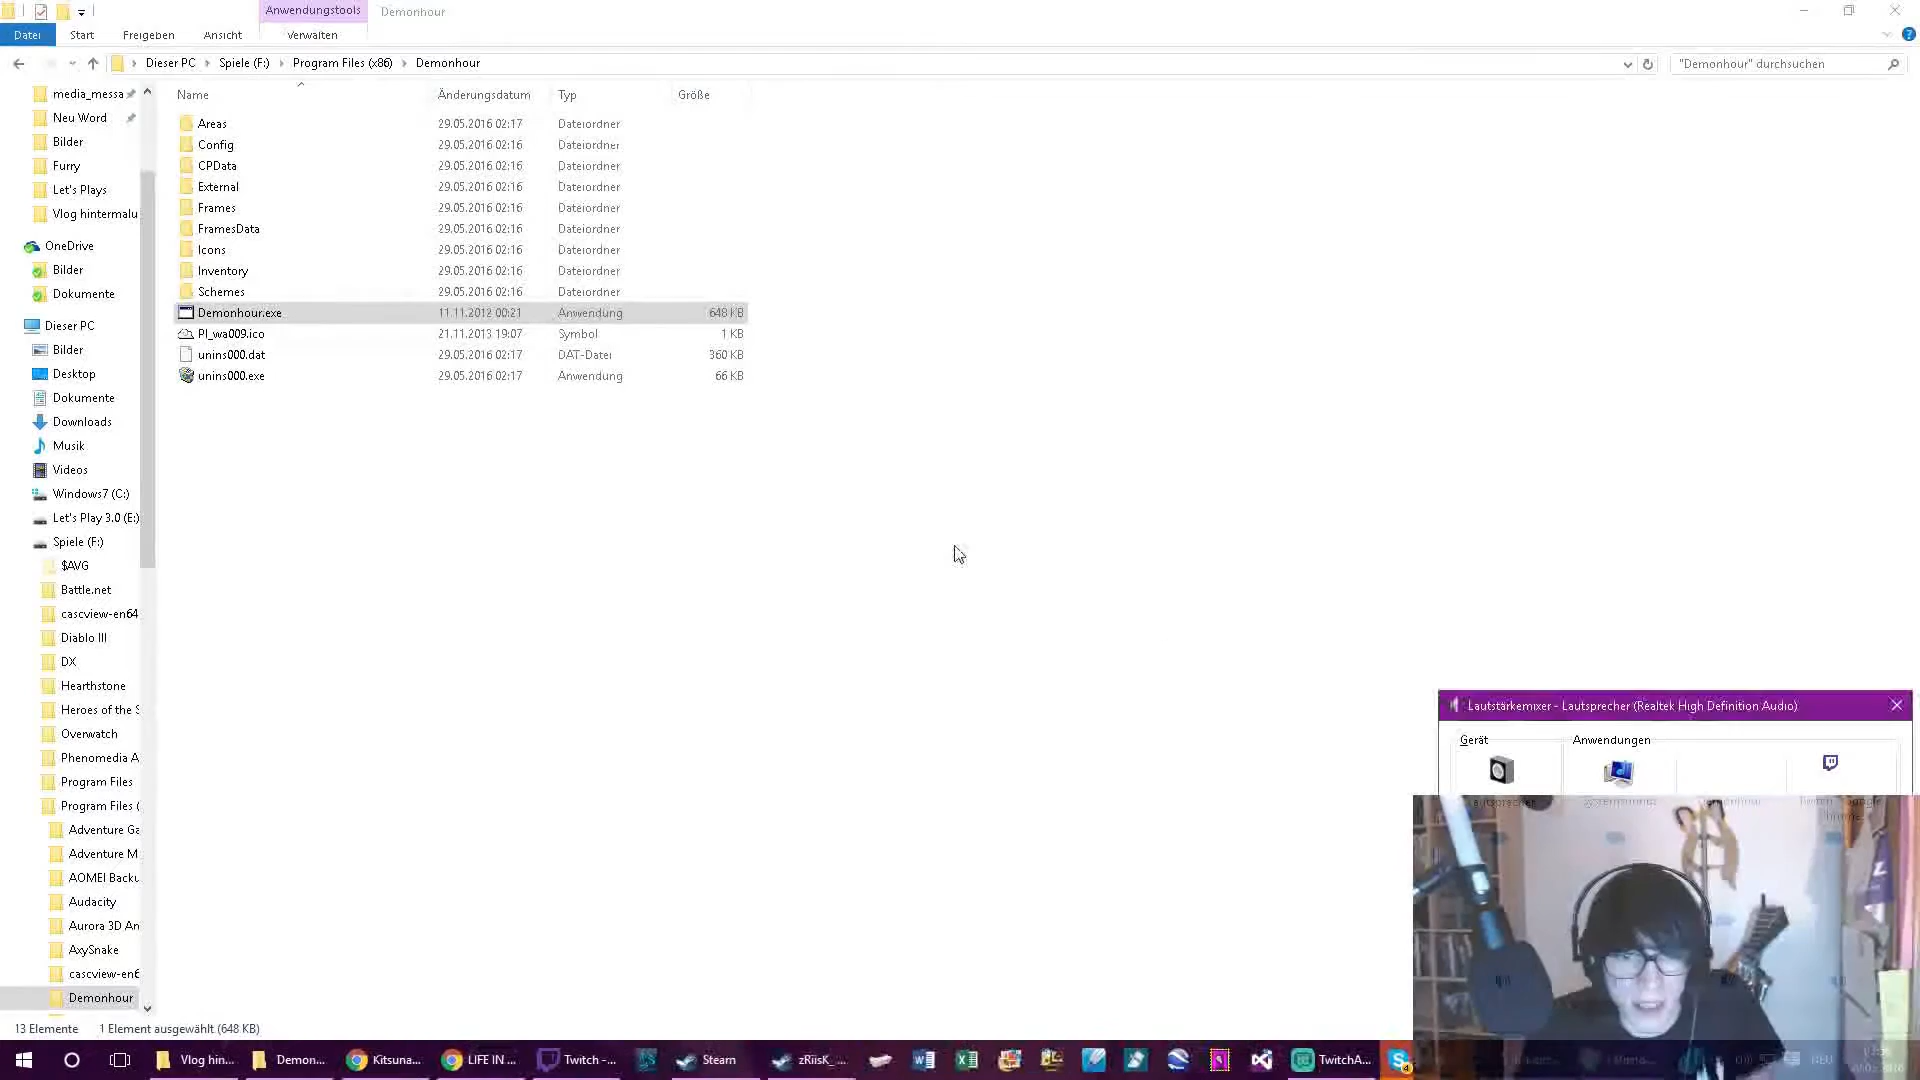 Anwendungstools
Demonhour
Datei
Start
Freigeben
Ansicht
Verwalten
Dieser PC
Spiele (F:)
Program Files (x86)
Demonhour
"Demonhour" durchsuchen
Name
Änderungsdatum
Typ
Größe
Areas 29.05.2016 02:17 Dateiordner
Config 29.05.2016 02:16 Dateiordner
CPData 29.05.2016 02:16 Dateiordner
External 29.05.2016 02:16 Dateiordner
Frames 29.05.2016 02:16 Dateiordner
FramesData 29.05.2016 02:16 Dateiordner
Icons 29.05.2016 02:16 Dateiordner
Inventory 29.05.2016 02:16 Dateiordner
Schemes 29.05.2016 02:16 Dateiordner
Demonhour.exe 11.11.2012 00:21 Anwendung 648 KB
PI_wa009.ico 21.11.2013 19:07 Symbol 1 KB
unins000.dat 29.05.2016 02:17 DAT-Datei 360 KB
unins000.exe 29.05.2016 02:17 Anwendung 66 KB
media_messa
Neu Word
Bilder
Furry
Let's Plays
Vlog hintermalu
OneDrive
Bilder
Dokumente
Dieser PC
Bilder
Desktop
Dokumente
Downloads
Musik
Videos
Windows7 (C:)
Let's Play 3.0 (E:)
Spiele (F:)
$AVG
Battle.net
cascview-en64
Diablo III
DX
Hearthstone
Heroes of the S
Overwatch
Phenomedia A
Program Files
Program Files (
Adventure Ga
Adventure M
AOMEI Backu
Audacity
Aurora 3D An
AxySnake
cascview-en6
Demonhour
13 Elemente
1 Element ausgewählt (648 KB)
Lautstärkemixer - Lautsprecher (Realtek High Definition Audio)
Gerät
Anwendungen
Vlog hin...
Demon...
Kitsuna...
LIFE IN ...
Twitch -...
Steam
zRiisK_ ...
TwitchA...
NEU